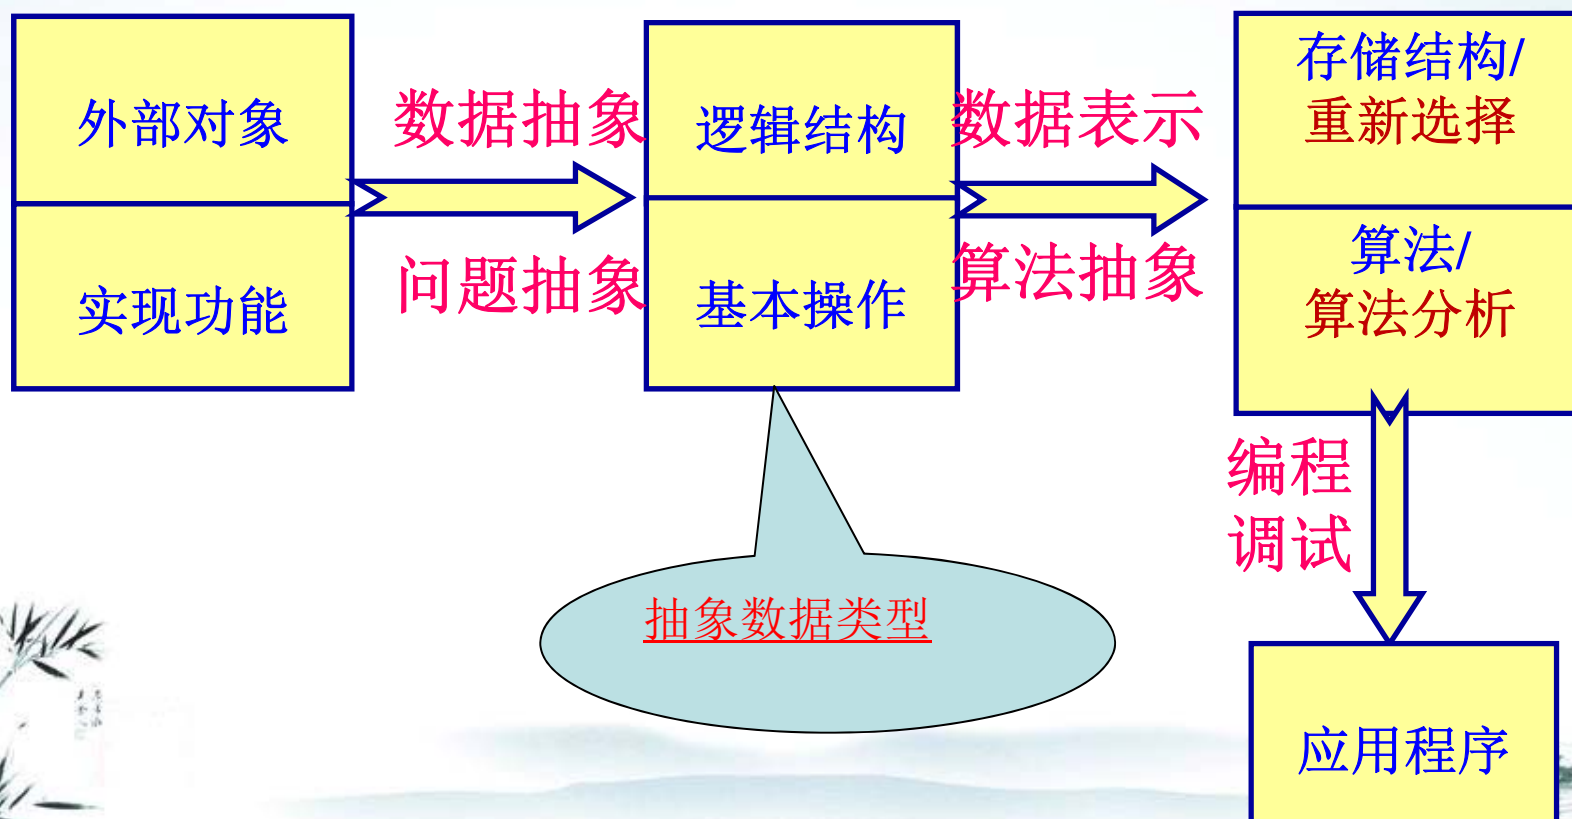 外部对象
实现功能
数据抽象
问题抽象
逻辑结构
基本操作
数据表示
算法抽象
存储结构/
重新选择
算法/
算法分析
编程
调试
抽象数据类型
应用程序